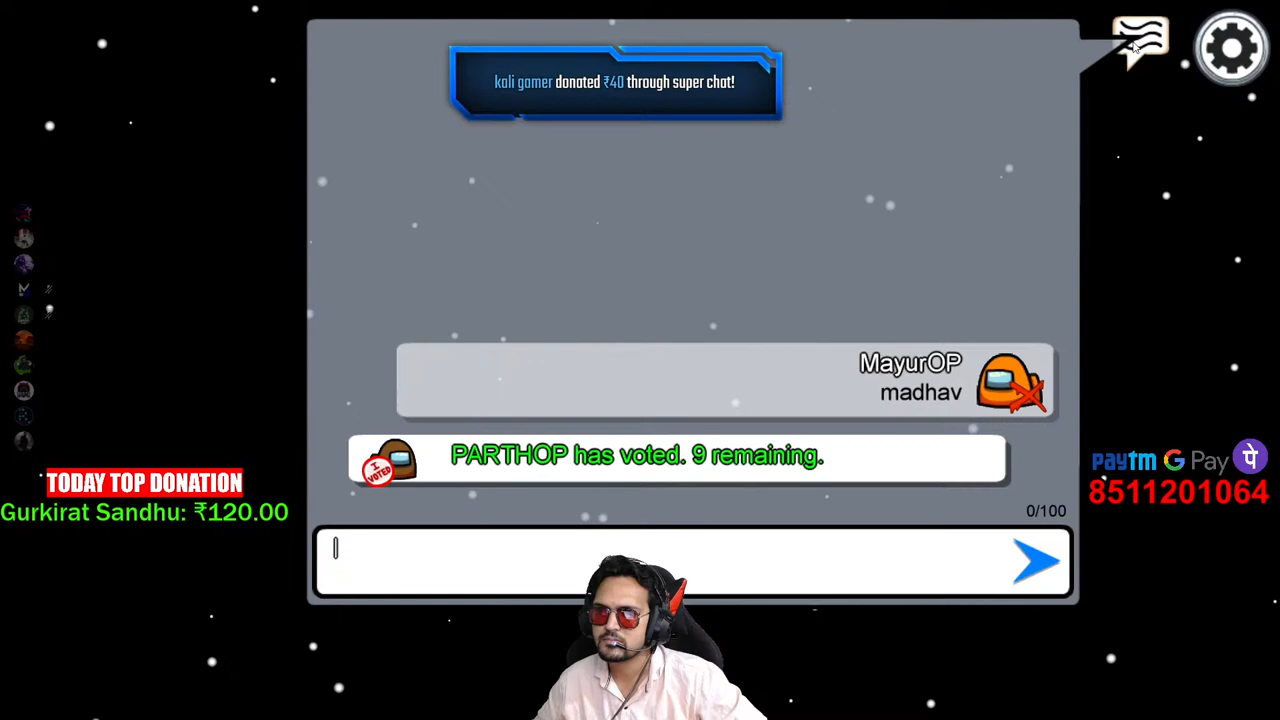 kali gamer donated ₹40 through super chat!
MayurOP
madhav
I VOTED
PARTHOP has voted. 9 remaining.
0/100
TODAY TOP DONATION
Gurkirat Sandhu: ₹120.00
paytm G Pay पे
8511201064